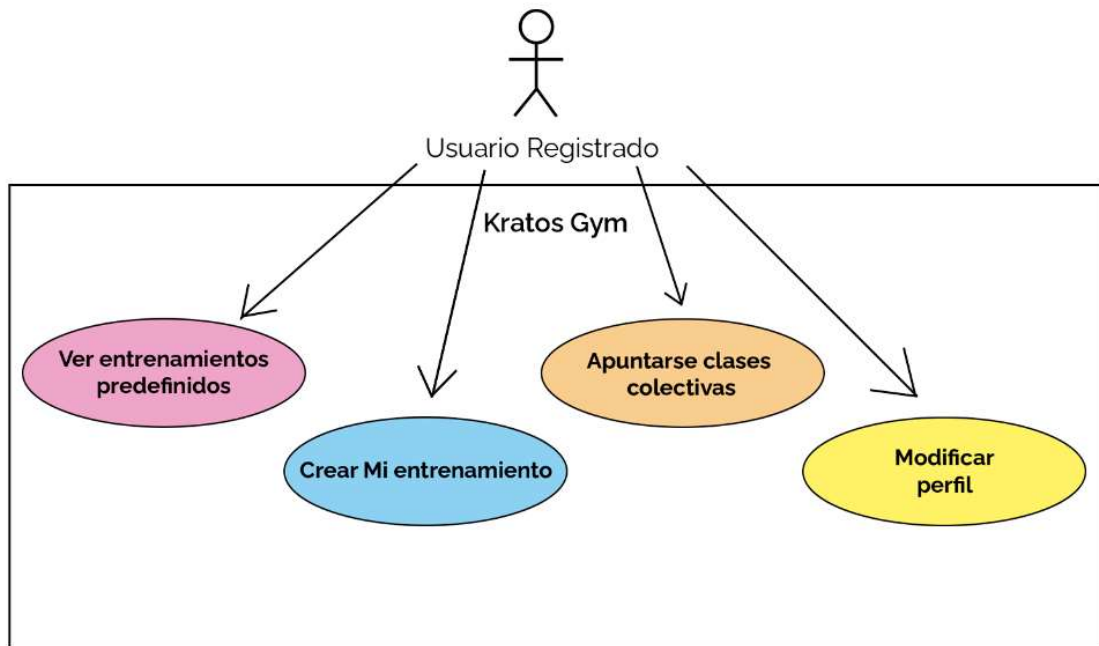 Usuario Registrado
Kratos Gym
Ver entrenamientos
predefinidos
Crear Mi entrenamiento
Apuntarse clases
colectivas
Modificar
perfil